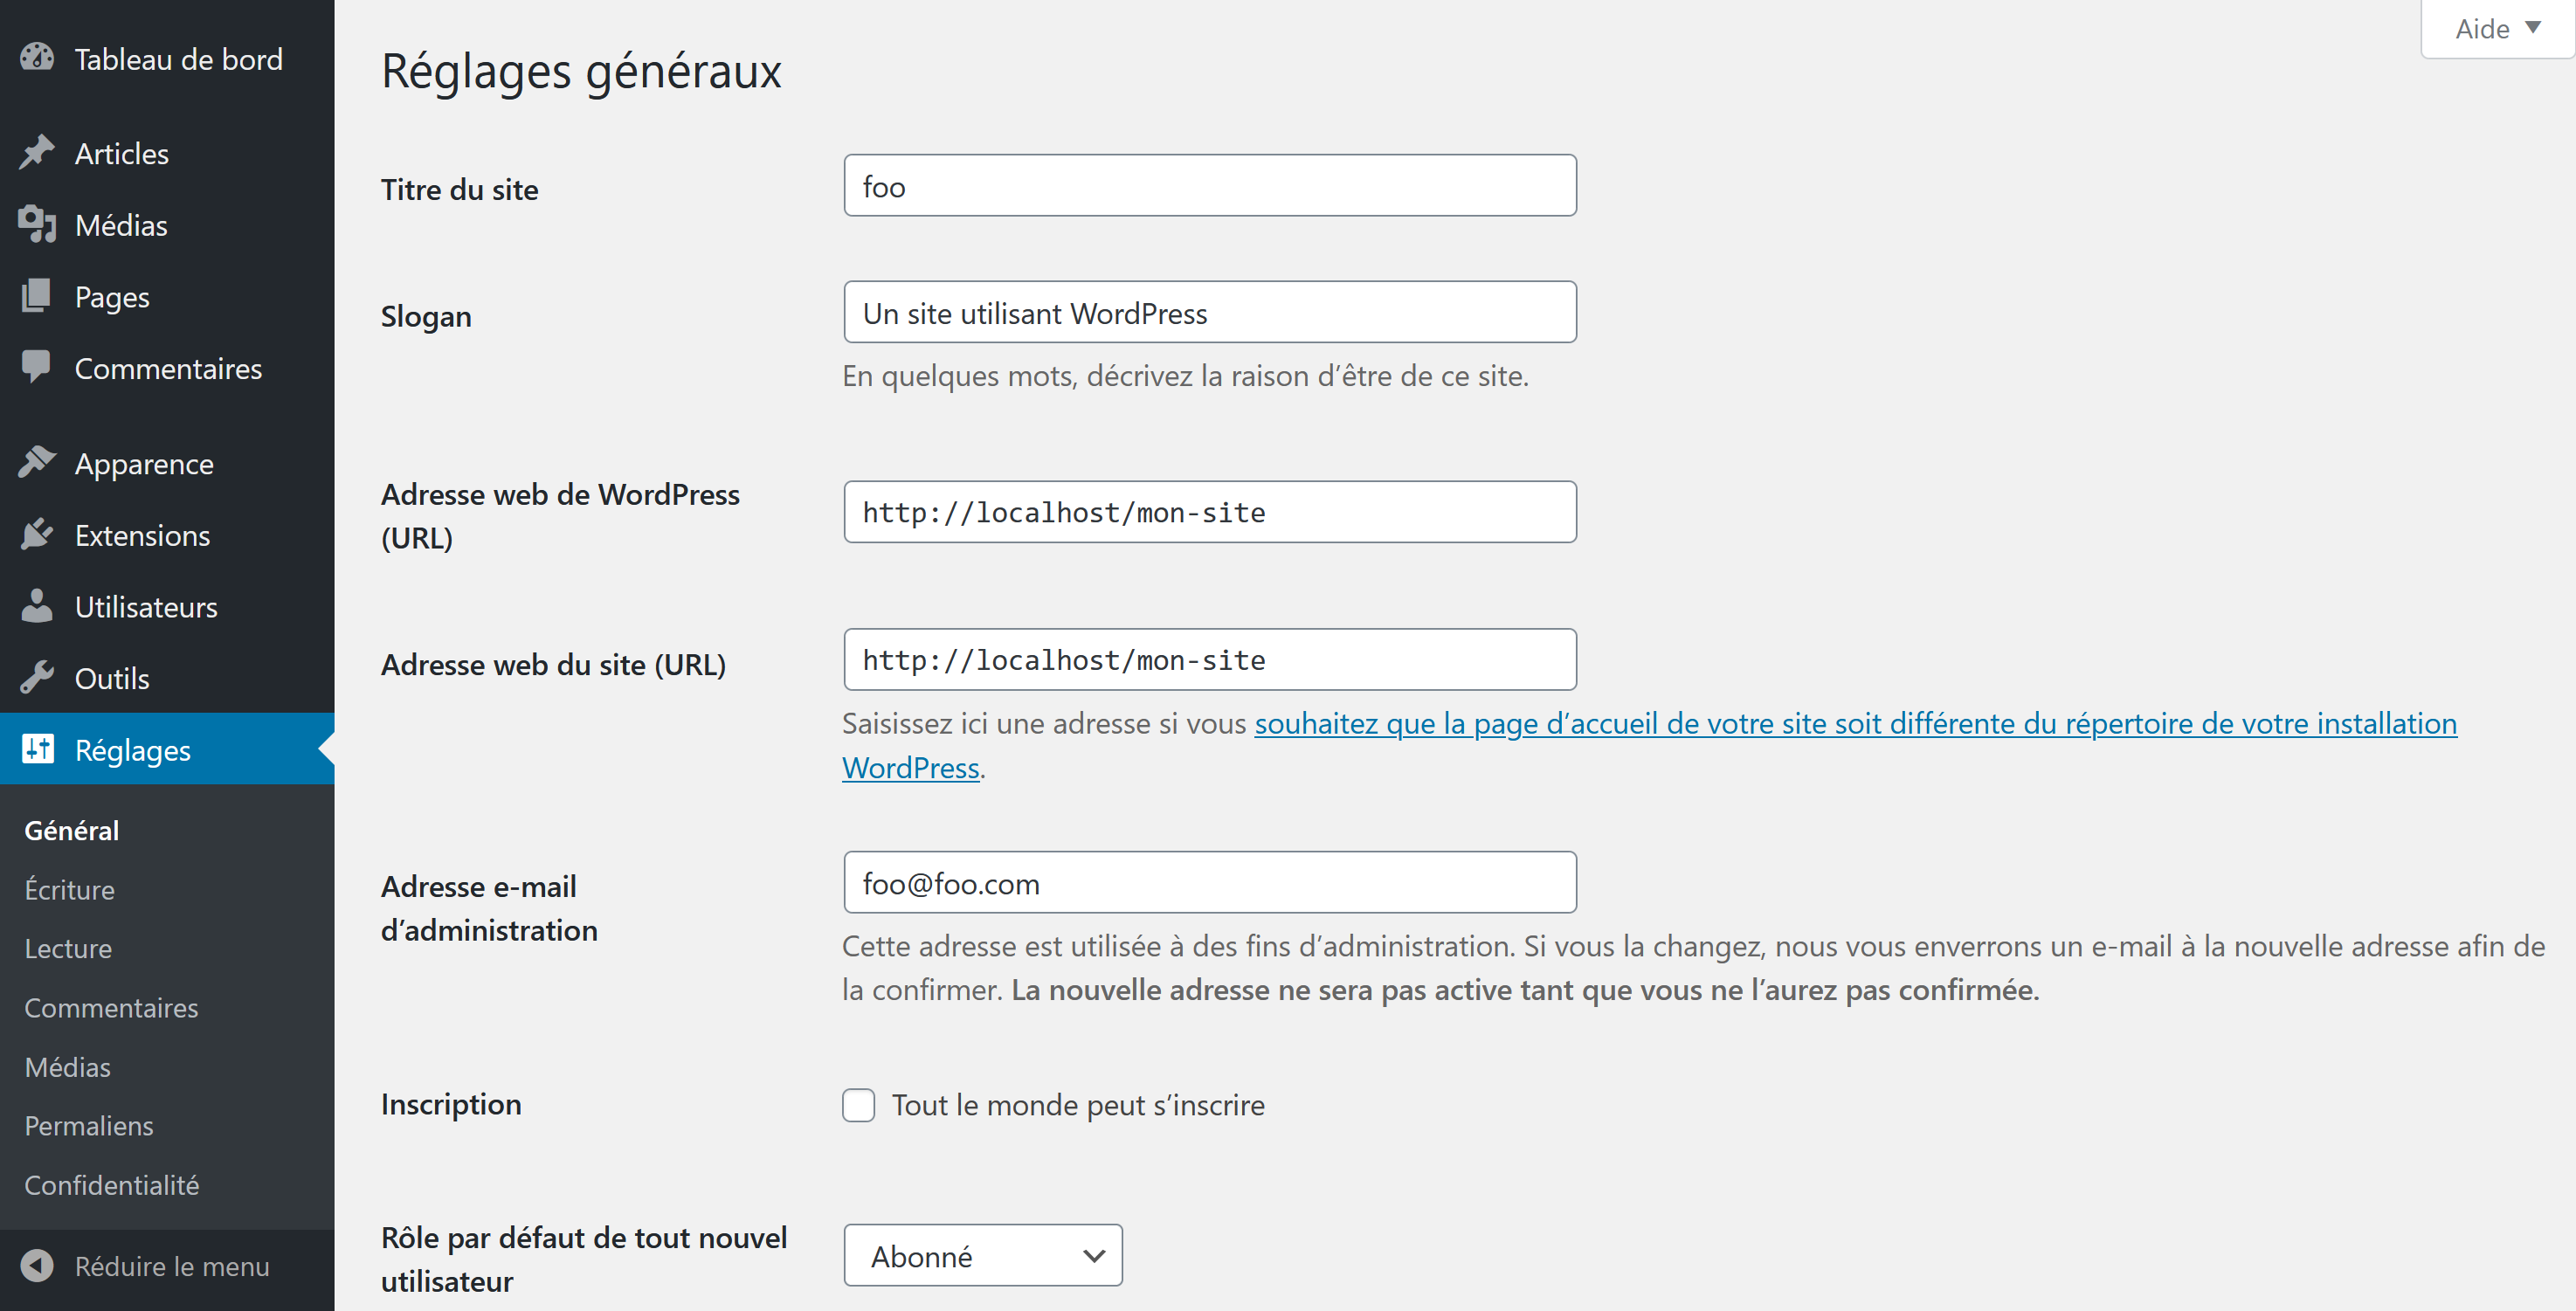 Tableau de bord
Articles
Médias
Pages
Commentaires
Apparence
Extensions
Utilisateurs
Outils
Réglages
Général
Écriture
Lecture
Commentaires
Médias
Permaliens
Confidentialité
Réduire le menu
Aide
Réglages généraux
Titre du site
foo
Slogan
Un site utilisant WordPress
En quelques mots, décrivez la raison d’être de ce site.
Adresse web de WordPress
(URL)
http://localhost/mon-site
Adresse web du site (URL)
http://localhost/mon-site
Saisissez ici une adresse si vous souhaitez que la page d’accueil de votre site soit différente du répertoire de votre installation
WordPress.
Adresse e-mail
d’administration
foo@foo.com
Cette adresse est utilisée à des fins d’administration. Si vous la changez, nous vous enverrons un e-mail à la nouvelle adresse afin de
la confirmer. La nouvelle adresse ne sera pas active tant que vous ne l’aurez pas confirmée.
Inscription
Tout le monde peut s’inscrire
Rôle par défaut de tout nouvel
utilisateur
Abonné